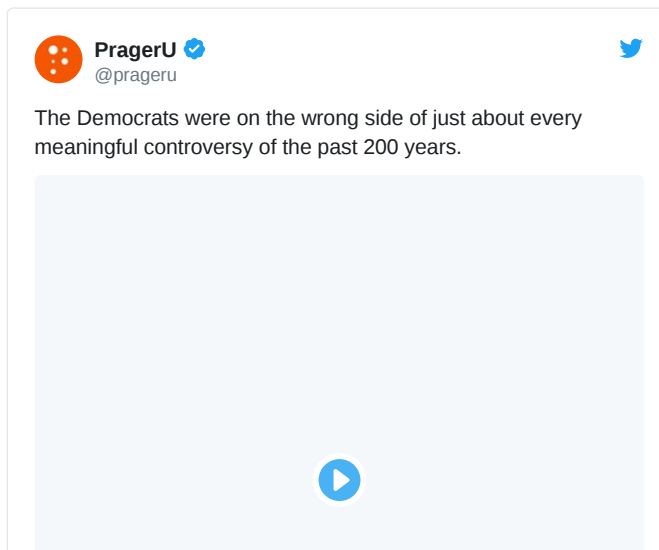 PragerU
@prageru
The Democrats were on the wrong side of just about every
meaningful controversy of the past 200 years.